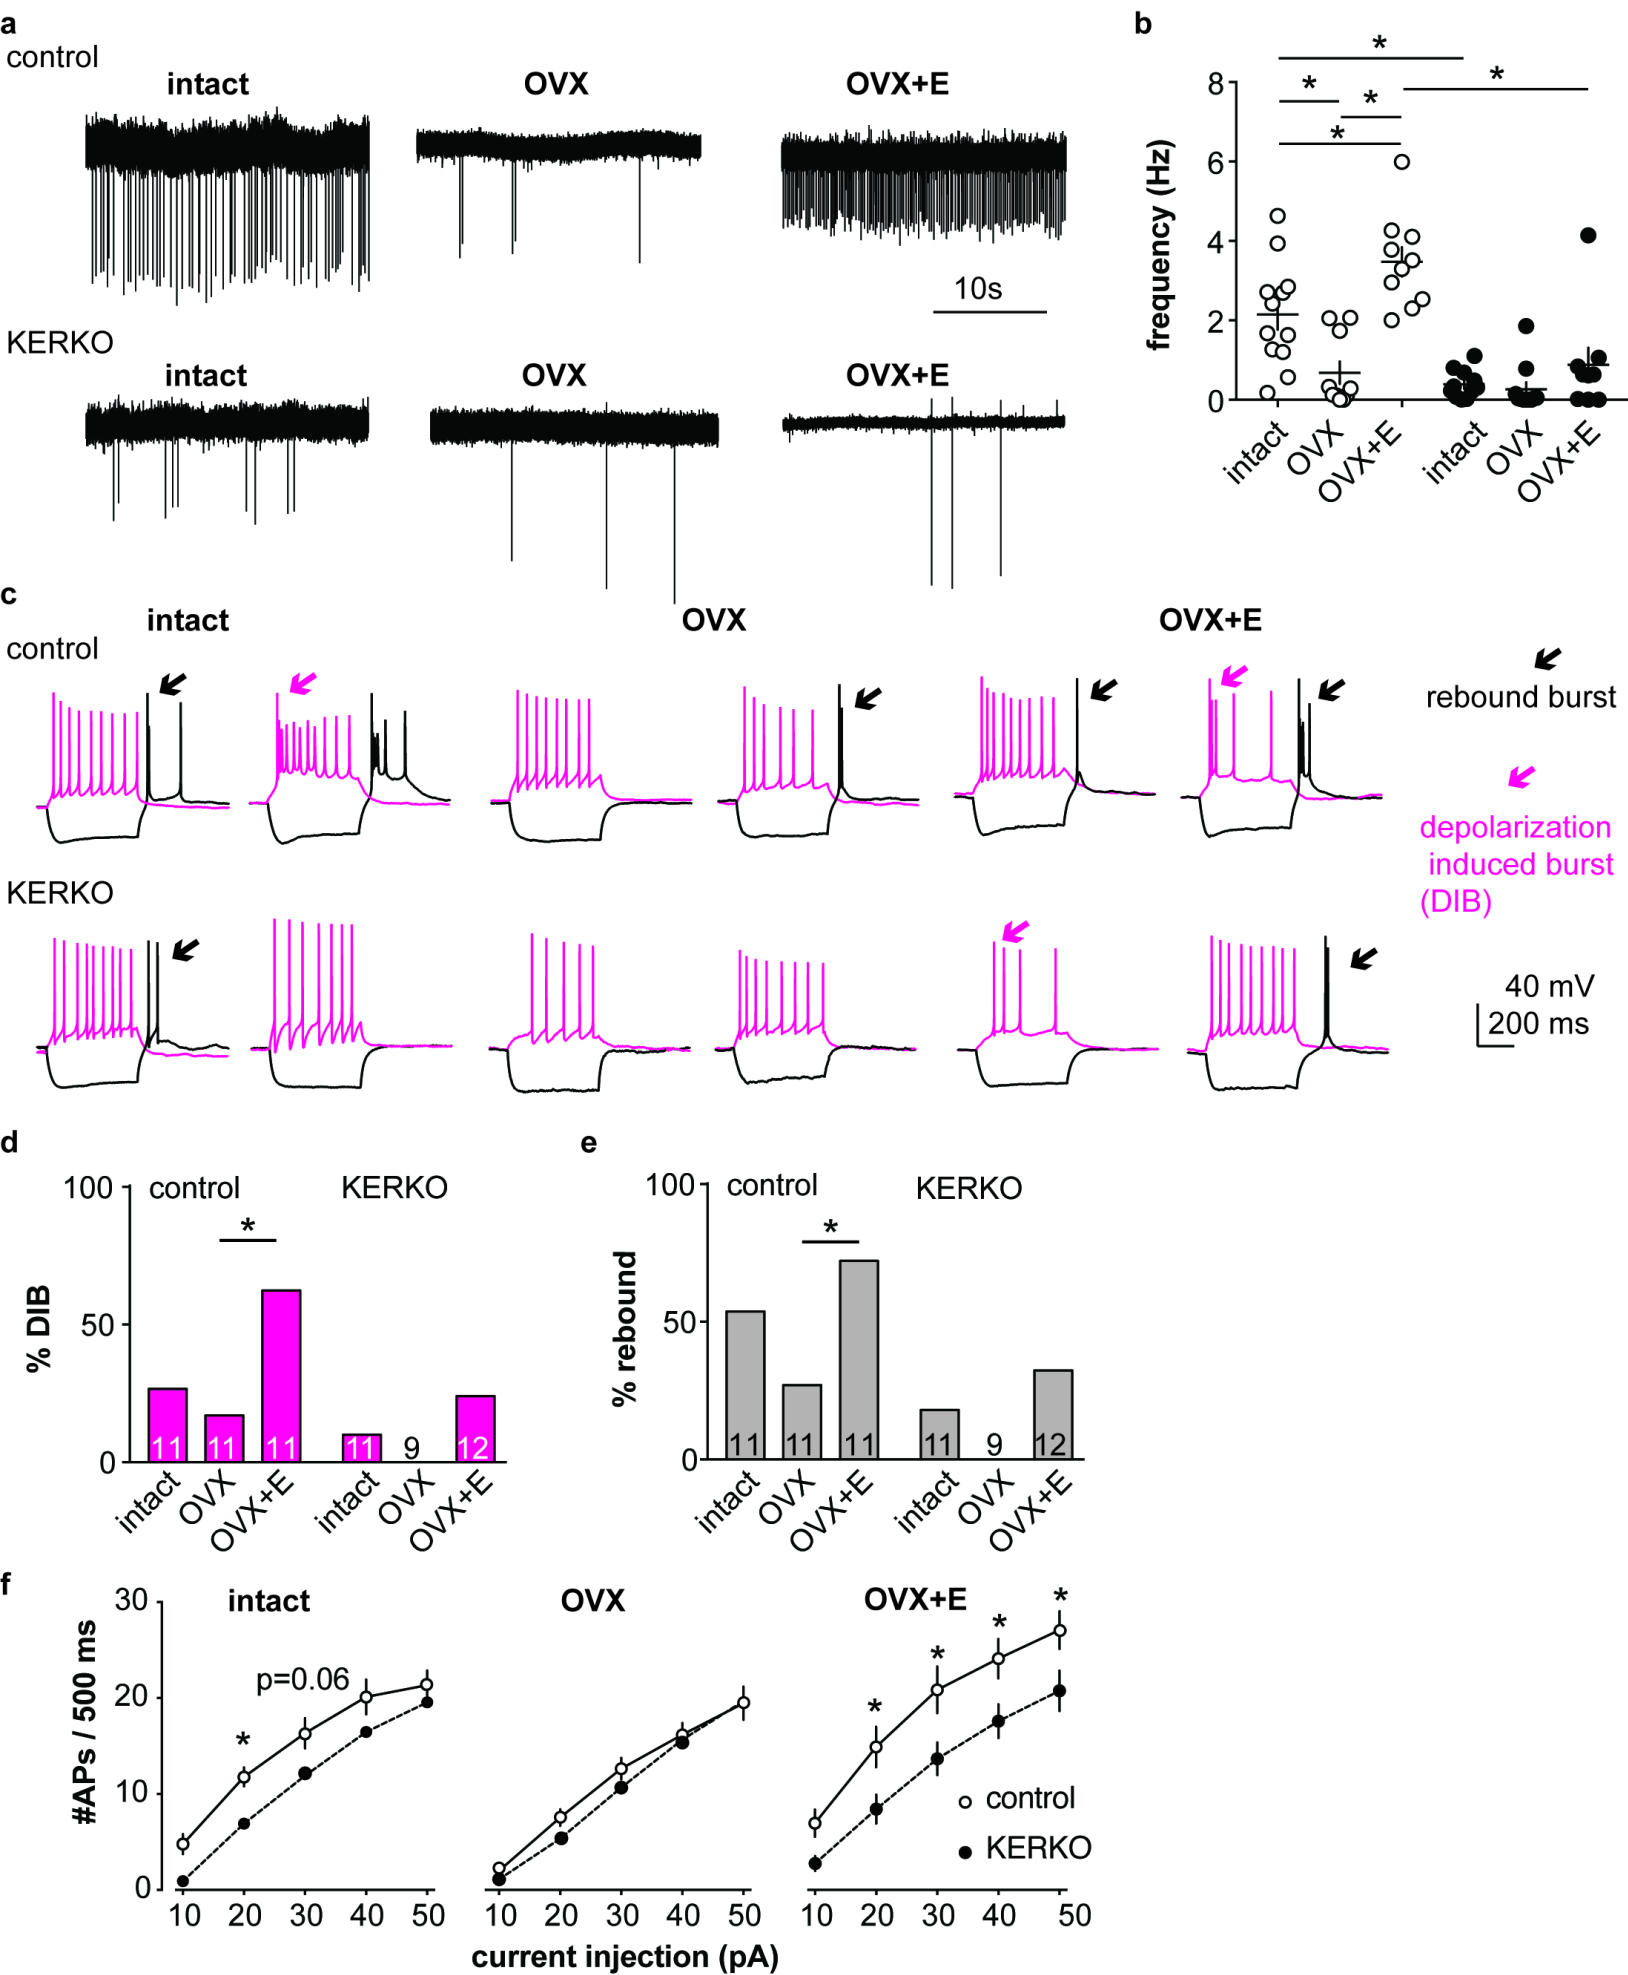 a
control
intact OVX OVX+E
10s
KERKO
intact OVX OVX+E
b
* * * * *
frequency (Hz)
8
6
4
2
0
intact OVX OVX+E intact OVX OVX+E
c
intact OVX OVX+E
control
rebound burst
depolarization
induced burst
(DIB)
KERKO
40 mV
200 ms
d
control KERKO
*
% DIB
100
50
0
11 11 11 11 9 12
intact OVX OVX+E intact OVX OVX+E
e
control KERKO
*
% rebound
100
50
0
11 11 11 11 9 12
intact OVX OVX+E intact OVX OVX+E
f
intact OVX OVX+E
#APs / 500 ms
30
20
10
0
p=0.06
*
* * * *
control
KERKO
10 20 30 40 50 10 20 30 40 50 10 20 30 40 50
current injection (pA)